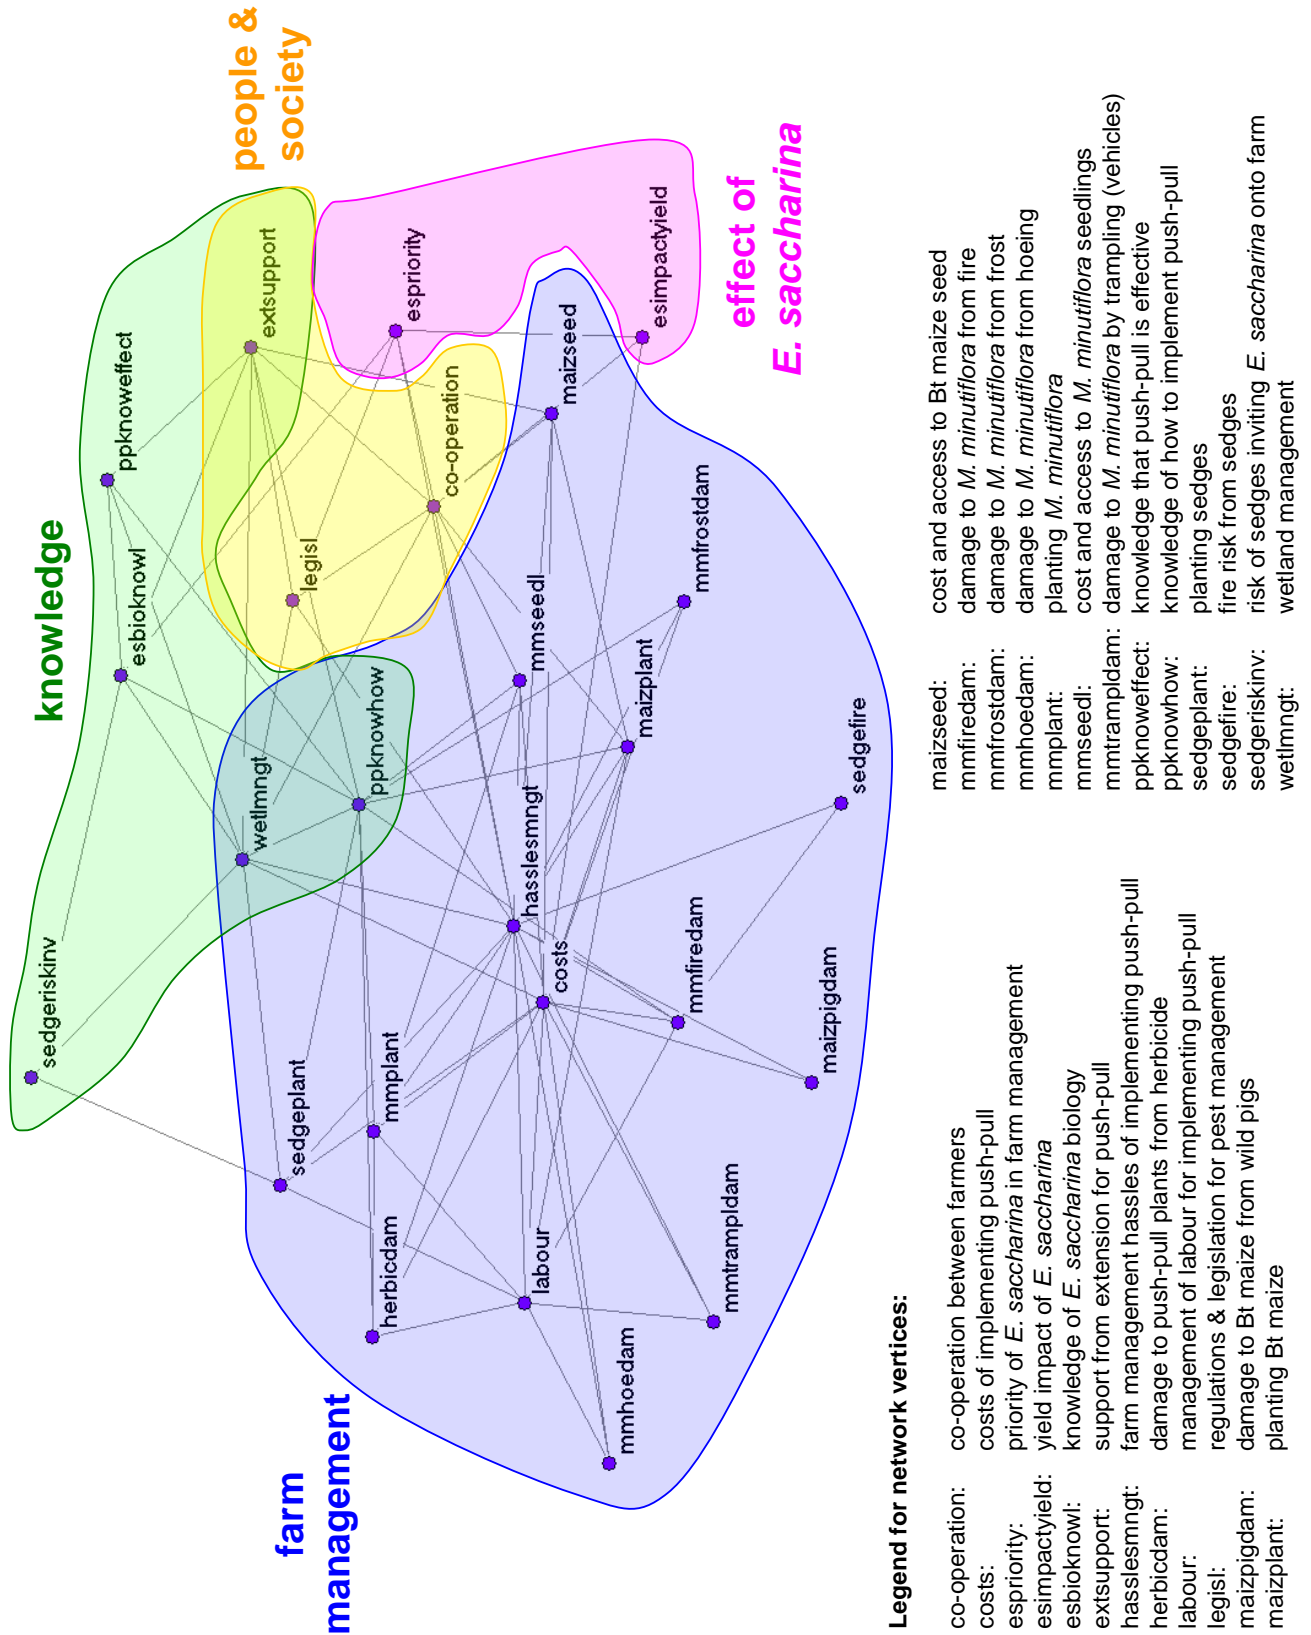 knowledge
people &
society
farm
management
effect of
E. saccharina
sedgeriskinv
esbioknowl
ppknoweffect
extsupport
wetlmngt
legisl
sedgeplant
ppknowhow
espriority
herbicdam
mmplant
co-operation
hasslesmngt
mmseedl
labour
costs
maizseed
mmhoedam
maizplant
esimpactyield
mmfiredam
mmfrostdam
mmtrampldam
maizpigdam
sedgefire
Legend for network vertices:
co-operation: co-operation between farmers
costs: costs of implementing push-pull
espriority: priority of E. saccharina in farm management
esimpactyield: yield impact of E. saccharina
esbioknowl: knowledge of E. saccharina biology
extsupport: support from extension for push-pull
hasslesmngt: farm management hassles of implementing push-pull
herbicdam: damage to push-pull plants from herbicide
labour: management of labour for implementing push-pull
legisl: regulations & legislation for pest management
maizpigdam: damage to Bt maize from wild pigs
maizplant: planting Bt maize
maizseed: cost and access to Bt maize seed
mmfiredam: damage to M. minutiflora from fire
mmfrostdam: damage to M. minutiflora from frost
mmhoedam: damage to M. minutiflora from hoeing
mmplant: planting M. minutiflora
mmseedl: cost and access to M. minutiflora seedlings
mmtrampldam: damage to M. minutiflora by trampling (vehicles)
ppknoweffect: knowledge that push-pull is effective
ppknowhow: knowledge of how to implement push-pull
sedgeplant: planting sedges
sedgefire: fire risk from sedges
sedgeriskinv: risk of sedges inviting E. saccharina onto farm
wetlmngt: wetland management